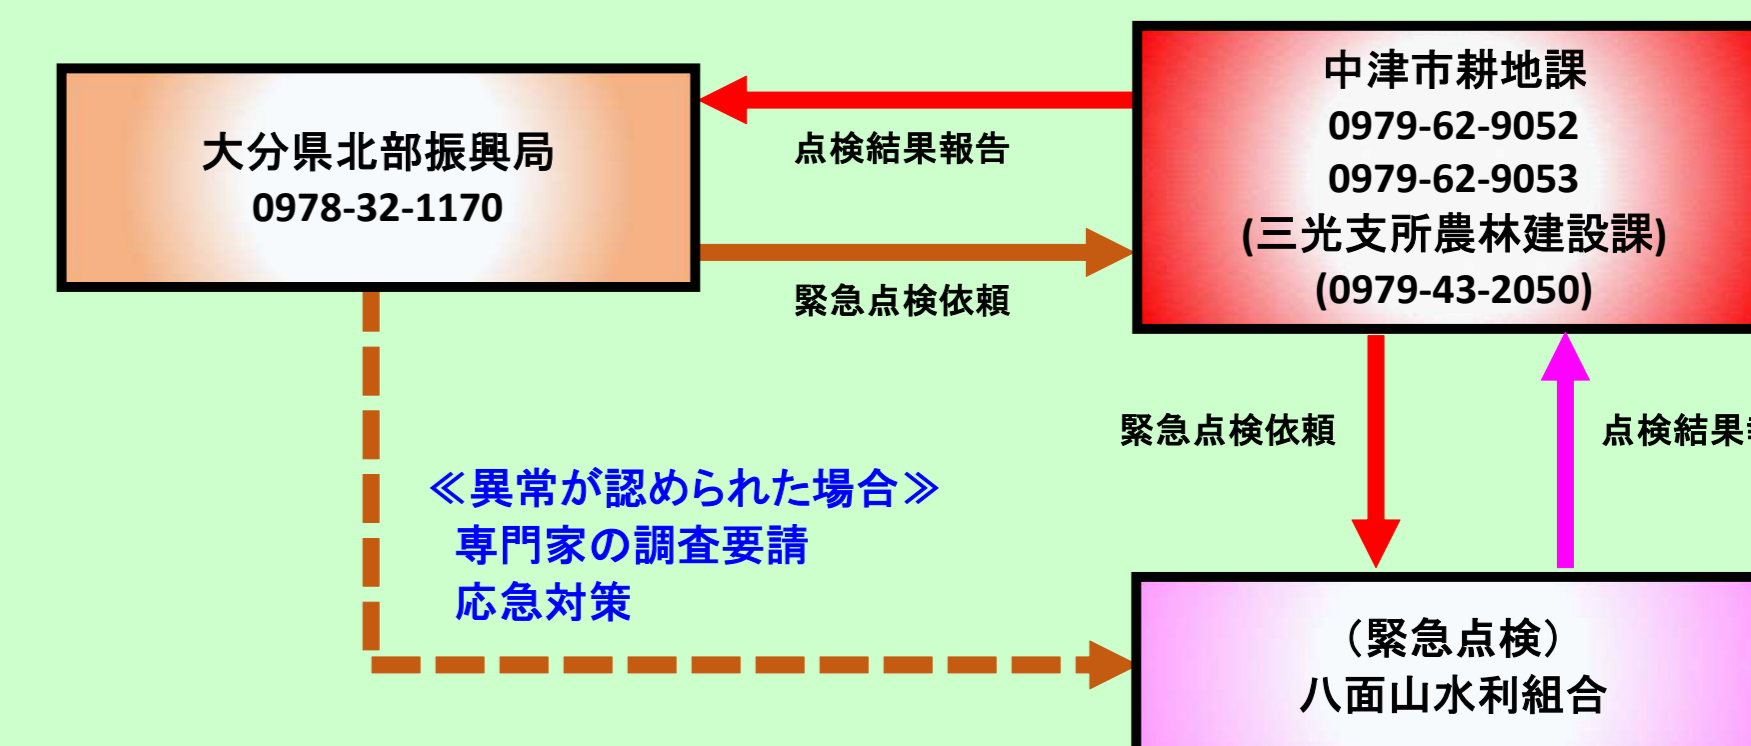 中津市耕地課
0979-62-9052
0979-62-9053
(三光支所農林建設課)
(0979-43-2050)
大分県北部振興局
0978-32-1170
点検結果報告
緊急点検依頼
緊急点検依頼
点検結果
≪異常が認められた場合≫
専門家の調査要請
応急対策
（緊急点検）
八面山水利組合